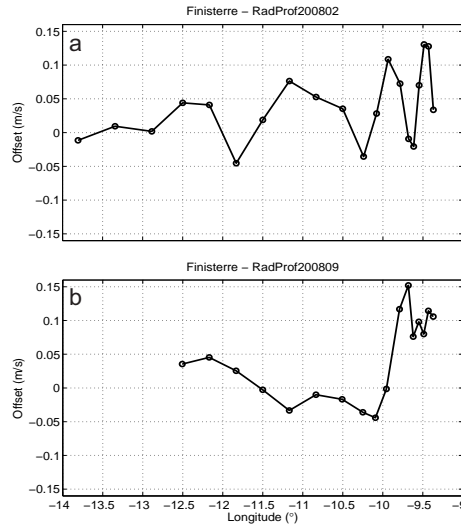 Finisterre − RadProf200802
a
0.15
0.1
0.05
0
−0.05
−0.1
−0.15
Offset (m/s)
Finisterre − RadProf200809
b
0.15
0.1
0.05
0
−0.05
−0.1
−0.15
Offset (m/s)
−14 −13.5 −13 −12.5 −12 −11.5 −11 −10.5 −10 −9.5 −9
Longitude (°)